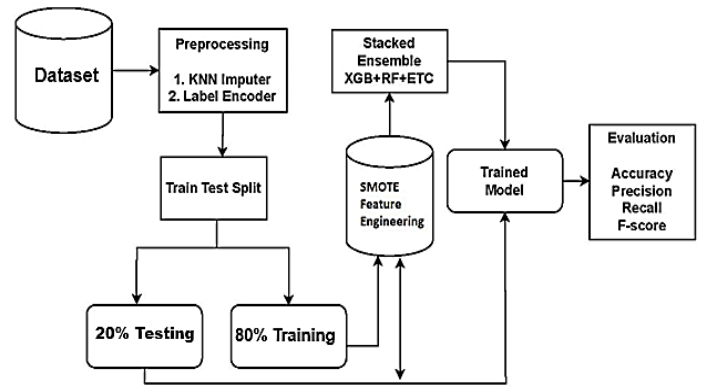 Dataset
Preprocessing
1. KNN Imputer
2. Label Encoder
Train Test Split
20% Testing
80% Training
SMOTE
Feature
Engineering
Stacked
Ensemble
XGB+RF+ETC
Trained
Model
Evaluation
Accuracy
Precision
Recall
F-score